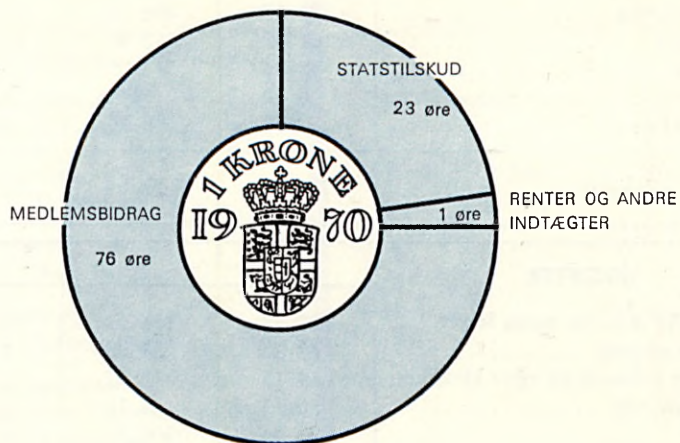 STATSTILSKUD
23 øre
1 KRONE
19 70
MEDLEMSBIDRAG
76 øre
1 øre
RENTER OG ANDRE
INDTÆGTER